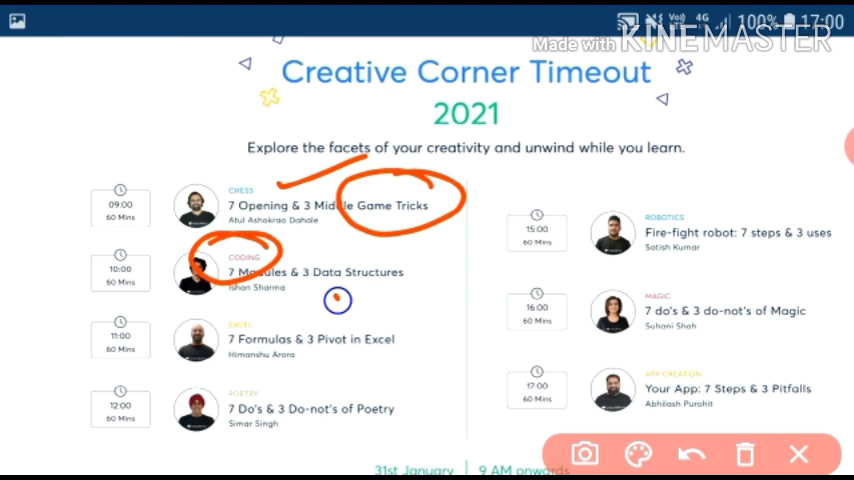 Vo)) 4G 100% 17:00
Made with KINEMASTER
Creative Corner Timeout
2021
Explore the facets of your creativity and unwind while you learn.
09:00
60 Mins
CHESS
7 Opening & 3 Middle Game Tricks
Atul Ashokrao Dahale
10:00
60 Mins
CODING
7 Modules & 3 Data Structures
Ishan Sharma
11:00
60 Mins
EXCEL
7 Formulas & 3 Pivot in Excel
Himanshu Arora
12:00
60 Mins
POETRY
7 Do's & 3 Do-not's of Poetry
Simar Singh
15:00
60 Mins
ROBOTICS
Fire-fight robot: 7 steps & 3 uses
Satish Kumar
16:00
60 Mins
MAGIC
7 do's & 3 do-not's of Magic
Suhani Shah
17:00
60 Mins
APP CREATION
Your App: 7 Steps & 3 Pitfalls
Abhilash Purohit
31st January | 9 AM onwards